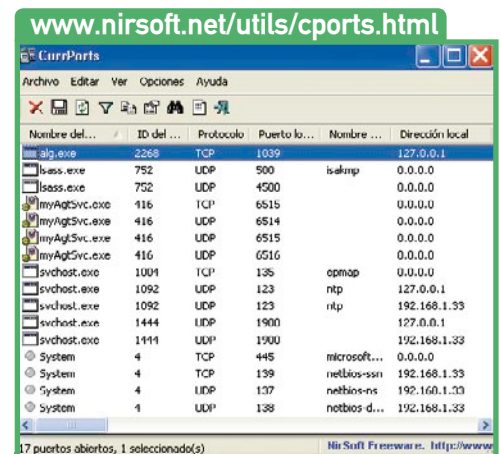 www.nirsoft.net/utils/cports.html
CurrPorts
Archivo Editar Ver Opciones Ayuda
Nombre del... / ID del ... Protocolo Puerto lo... Nombre ... Dirección local
alg.exe 2268 TCP 1039 127.0.0.1
lsass.exe 752 UDP 500 isakmp 0.0.0.0
lsass.exe 752 UDP 4500 0.0.0.0
myAgtSvc.exe 416 TCP 6515 0.0.0.0
myAgtSvc.exe 416 UDP 6514 0.0.0.0
myAgtSvc.exe 416 UDP 6515 0.0.0.0
myAgtSvc.exe 416 UDP 6516 0.0.0.0
svchost.exe 1004 TCP 135 epmap 0.0.0.0
svchost.exe 1092 UDP 123 ntp 127.0.0.1
svchost.exe 1092 UDP 123 ntp 192.168.1.33
svchost.exe 1444 UDP 1900 127.0.0.1
svchost.exe 1444 UDP 1900 192.168.1.33
System 4 TCP 445 microsoft... 0.0.0.0
System 4 TCP 139 netbios-ssn 192.168.1.33
System 4 UDP 137 netbios-ns 192.168.1.33
System 4 UDP 138 netbios-d... 192.168.1.33
17 puertos abiertos, 1 seleccionado(s) NirSoft Freeware. http://www